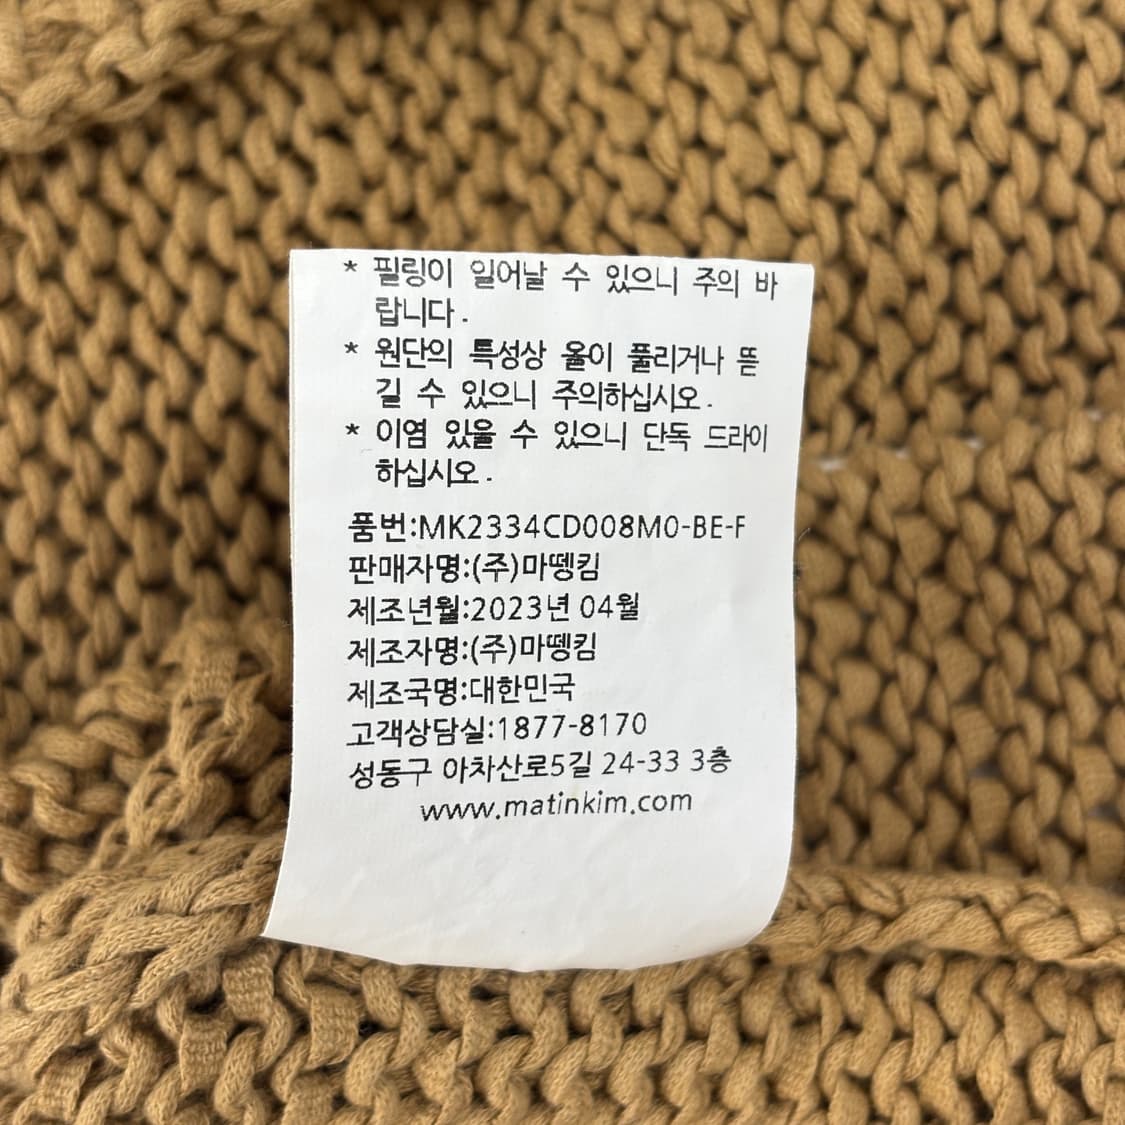 * 필링이 일어날 수 있으니 주의 바
랍니다.
* 원단의 특성상 올이 풀리거나 뜯
길 수 있으니 주의하십시오.
* 이염 있을 수 있으니 단독 드라이
하십시오.
품번:MK2334CD008M0-BE-F
판매자명:(주)마뗑킴
제조년월:2023년 04월
제조자명:(주)마뗑킴
제조국명:대한민국
고객상담실:1877-8170
성동구 아차산로5길 24-33 3층
www.matinkim.com